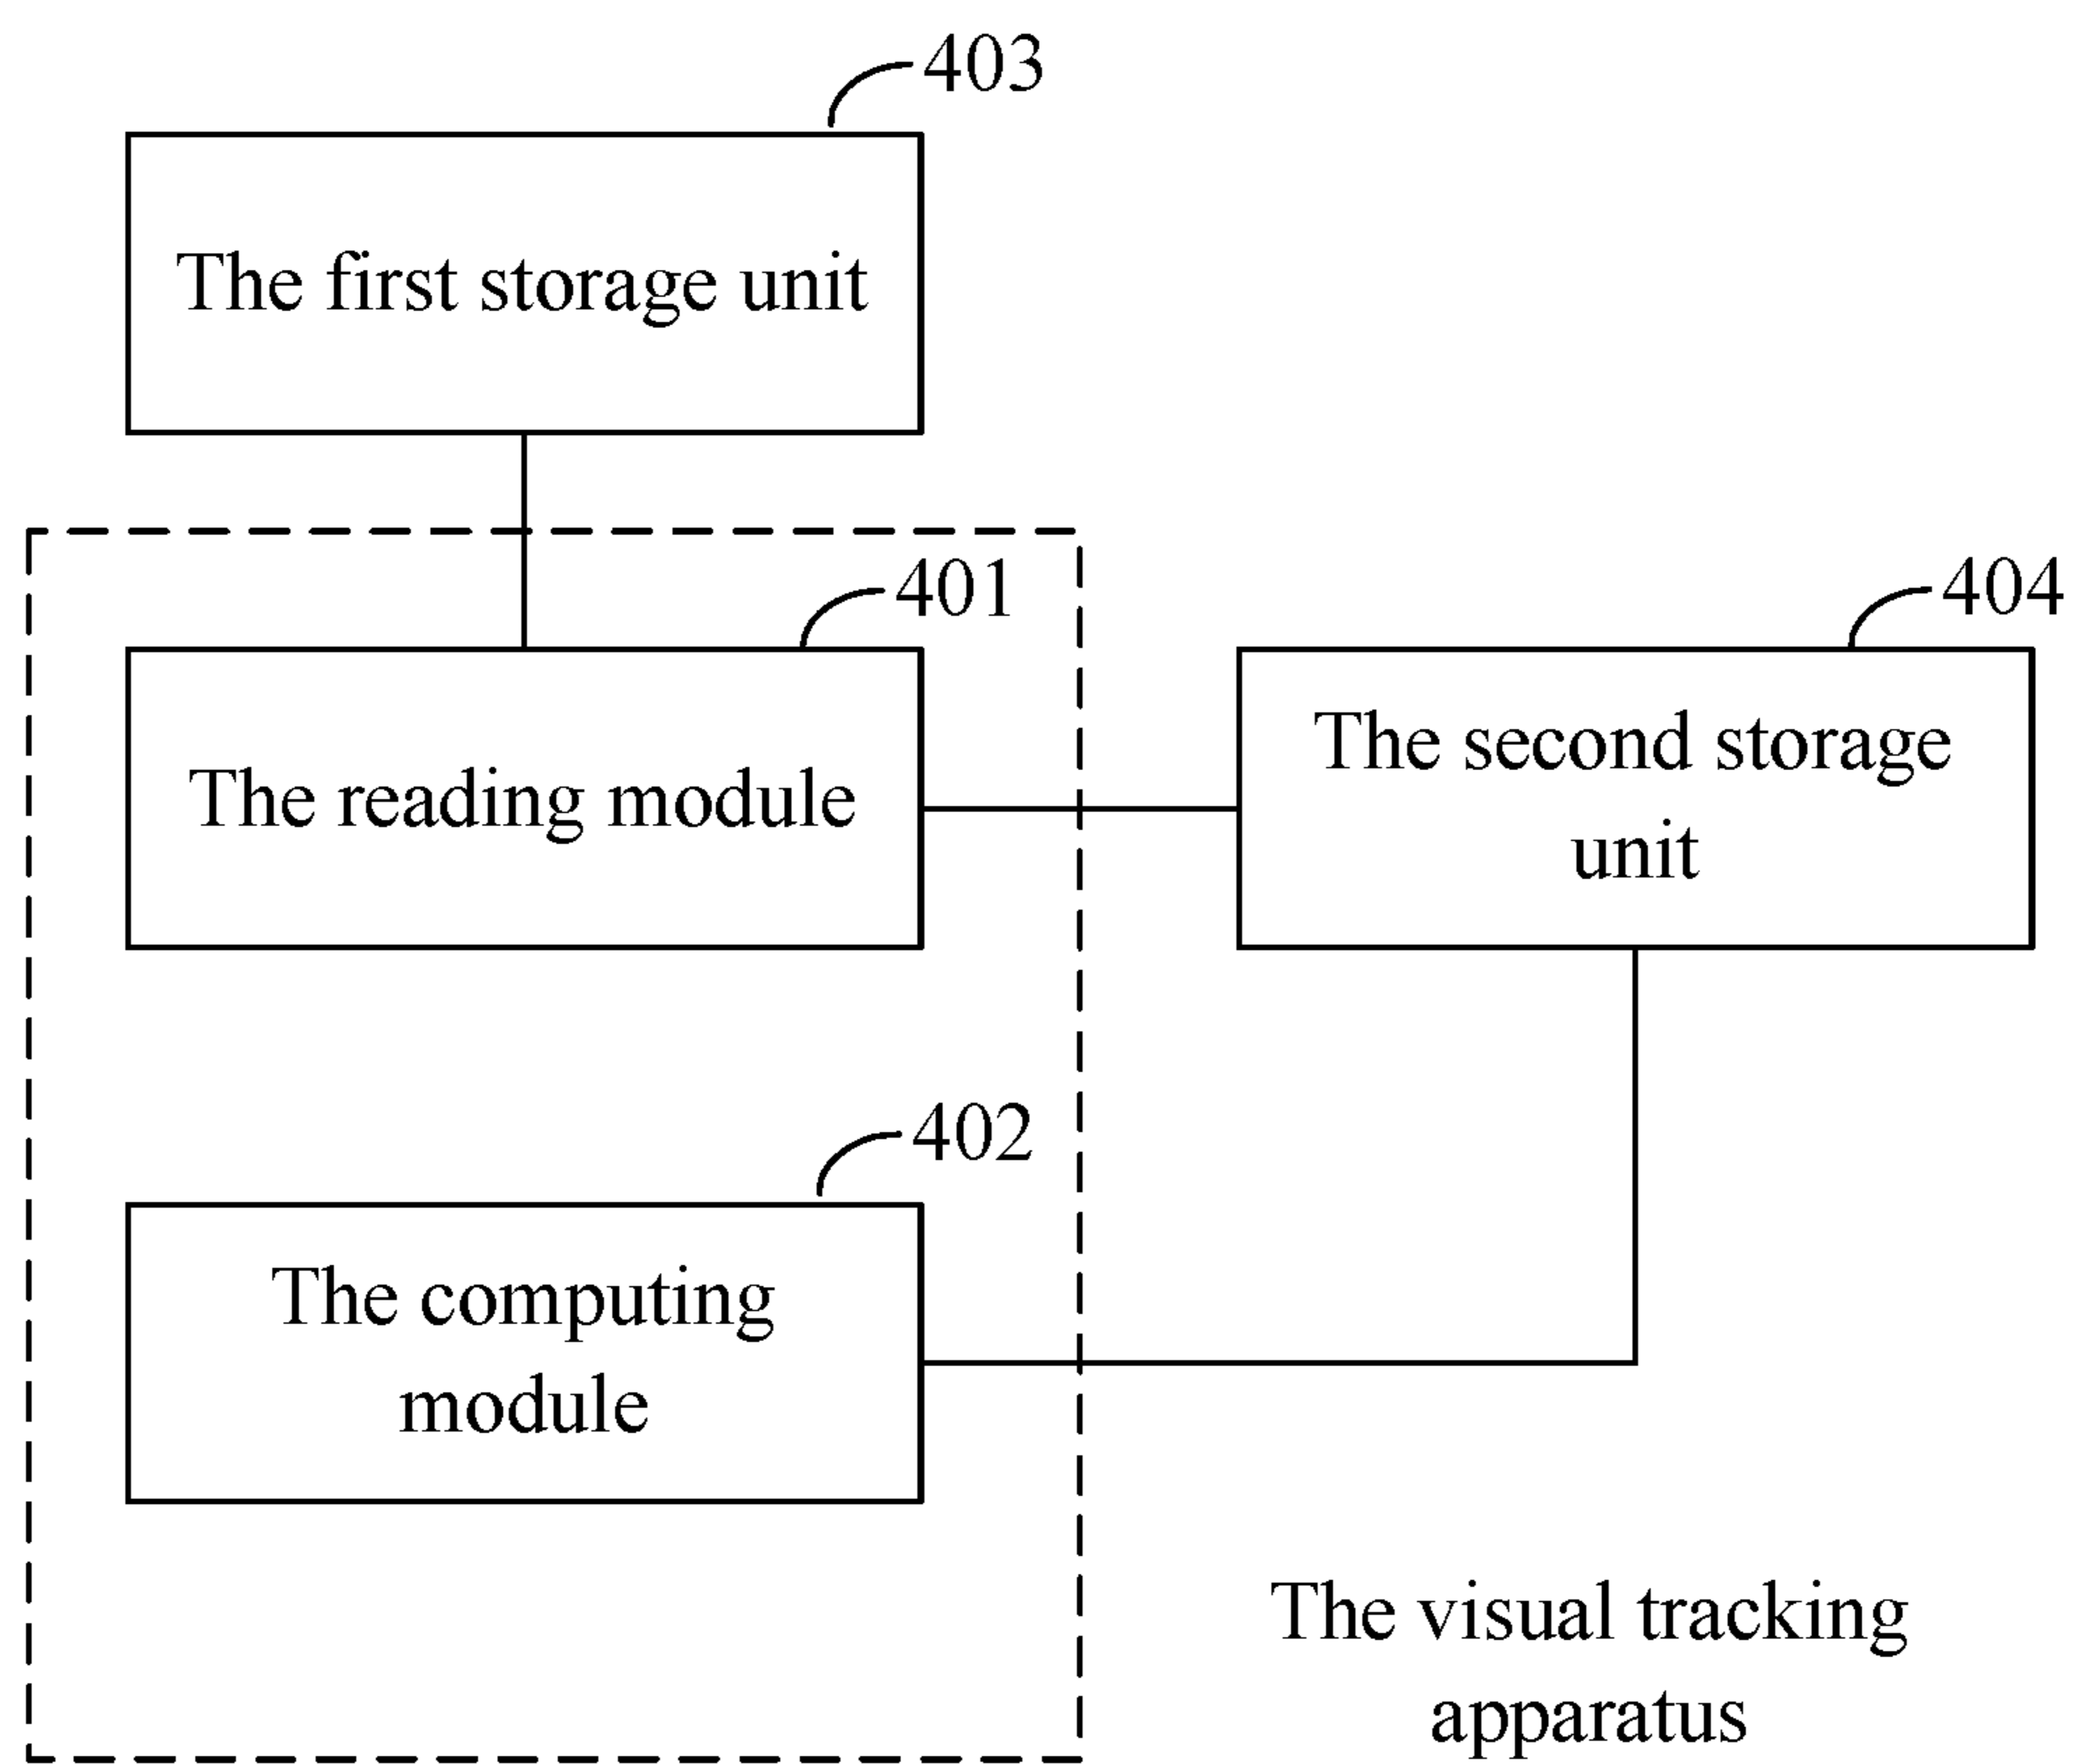 403
The first storage unit
401
The reading module
404
The second storage
unit
402
The computing
module
The visual tracking
apparatus